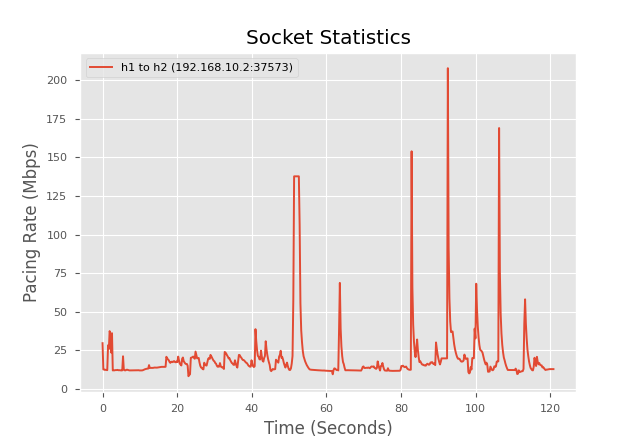 Socket Statistics
h1 to h2 (192.168.10.2:37573)
Pacing Rate (Mbps)
200
175
150
125
100
75
50
25
0
0 20 40 60 80 100 120
Time (Seconds)